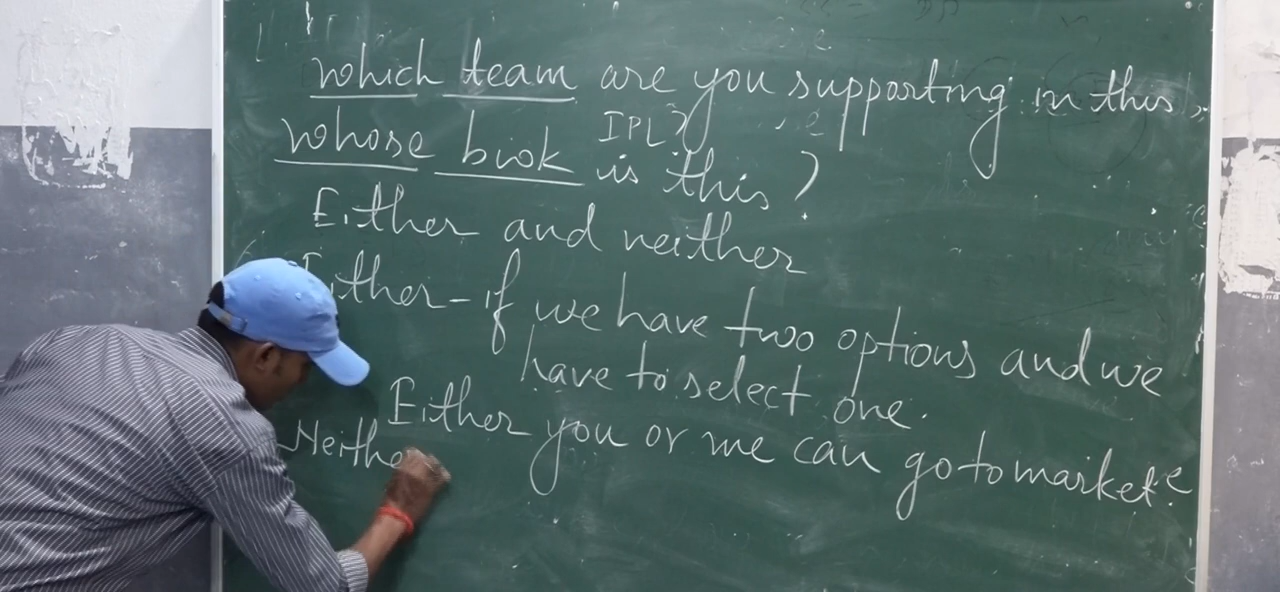 which team are you supporting in this
IPL?
whose book is this?
Either and neither
Either - if we have two options and we
have to select one.
Either you or me can go to market
Neithe